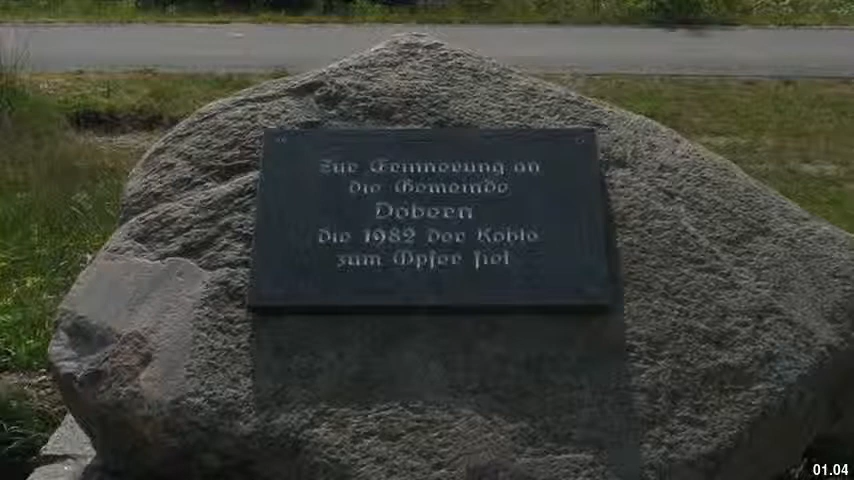 Zur Erinnerung an
die Gemeinde
Döbern
die 1982 der Kohle
zum Opfer fiel
01.04